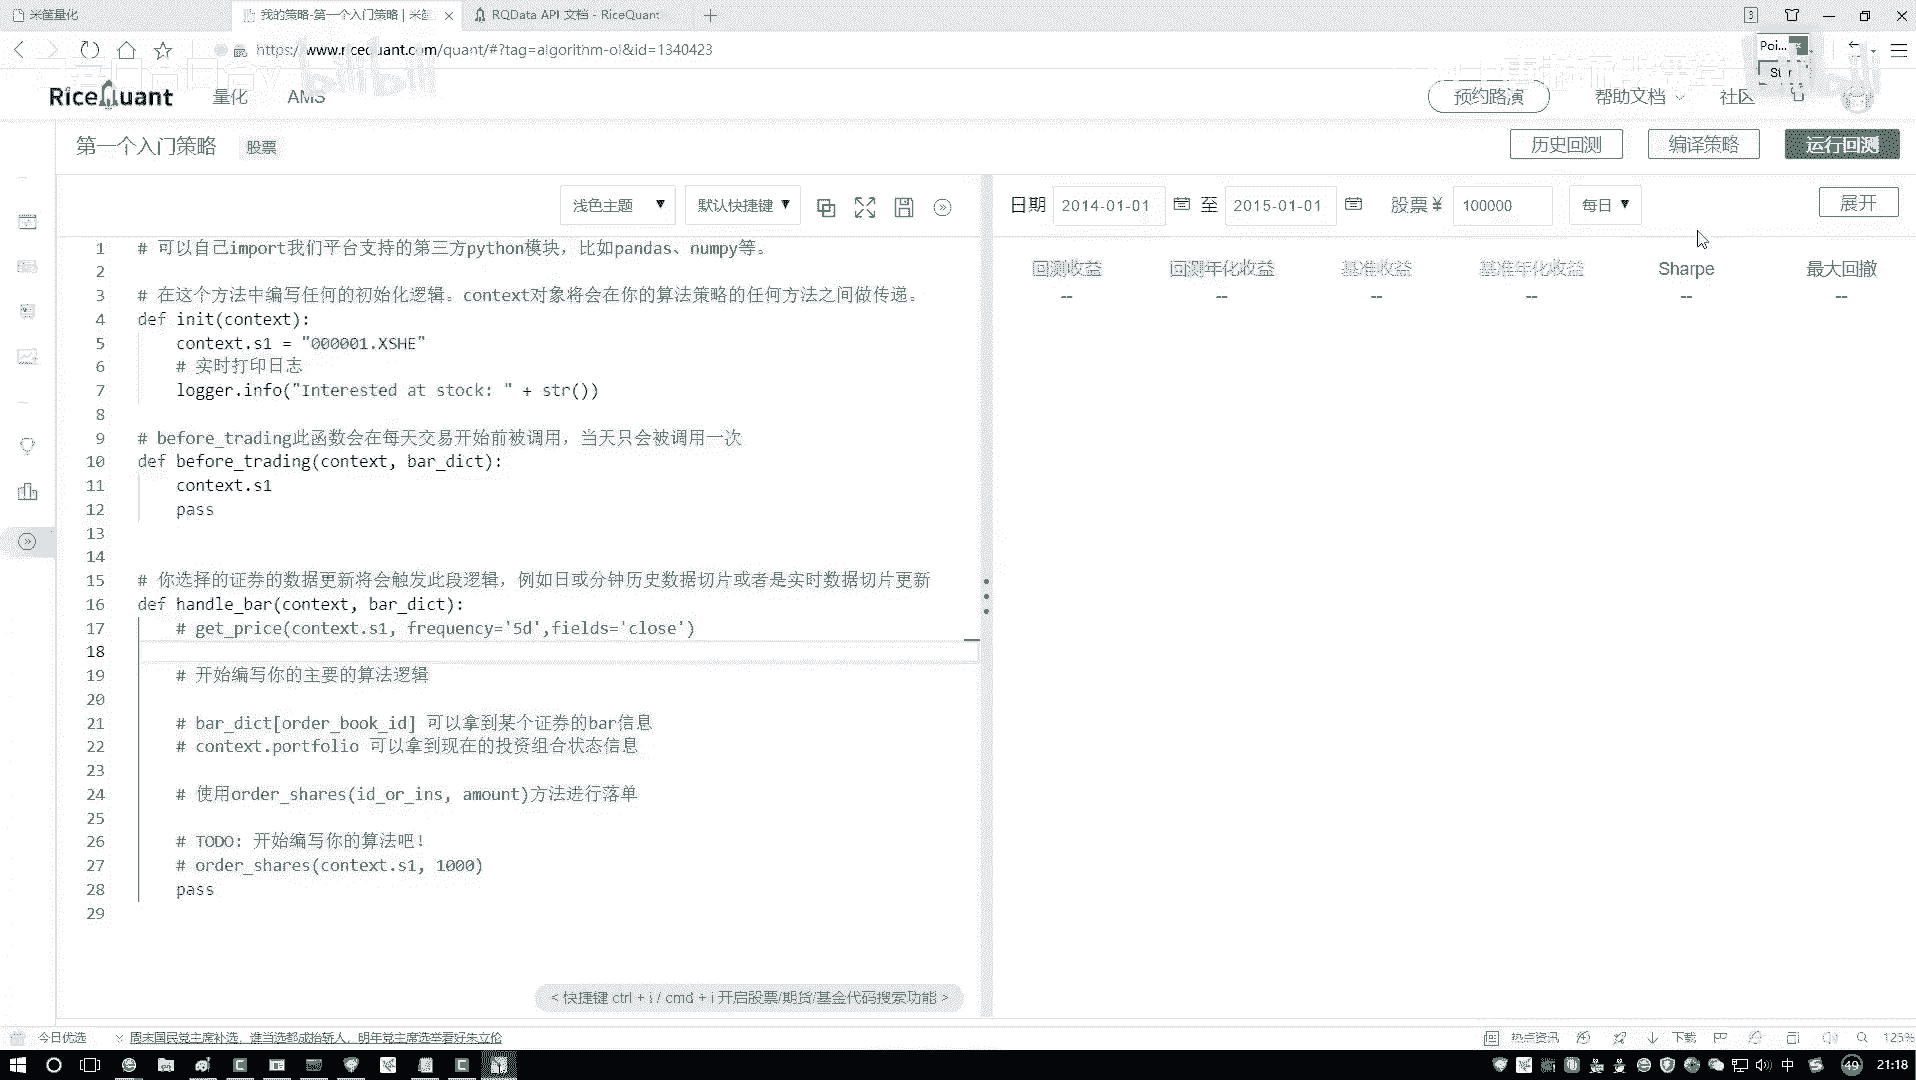 米筐量化
我的策略-第一个入门策略 | 米筐
RQData API 文档 - RiceQuant
3
https://www.ricequant.com/quant/#?tag=algorithm-ol&id=1340423
Poi...
bilibili
RiceQuant
量化
AMS
预约路演
帮助文档
社区
第一个入门策略
股票
历史回测
编译策略
运行回测
浅色主题
默认快捷键
日期
2014-01-01
至
2015-01-01
股票 ¥
100000
每日
展开
回测收益
回测年化收益
基准收益
基准年化收益
Sharpe
最大回撤
--
--
--
--
--
--
1 # 可以自己import我们平台支持的第三方python模块，比如pandas、numpy等。
2
3 # 在这个方法中编写任何的初始化逻辑。context对象将会在你的算法策略的任何方法之间做传递。
4 def init(context):
5 context.s1 = "000001.XSHE"
6 # 实时打印日志
7 logger.info("Interested at stock: " + str())
8
9 # before_trading此函数会在每天交易开始前被调用，当天只会被调用一次
10 def before_trading(context, bar_dict):
11 context.s1
12 pass
13
14
15 # 你选择的证券的数据更新将会触发此段逻辑，例如日或分钟历史数据切片或者是实时数据切片更新
16 def handle_bar(context, bar_dict):
17 # get_price(context.s1, frequency='5d',fields='close')
18
19 # 开始编写你的主要的算法逻辑
20
21 # bar_dict[order_book_id] 可以拿到某个证券的bar信息
22 # context.portfolio 可以拿到现在的投资组合状态信息
23
24 # 使用order_shares(id_or_ins, amount)方法进行落单
25
26 # TODO: 开始编写你的算法吧！
27 # order_shares(context.s1, 1000)
28 pass
29
< 快捷键 ctrl + i / cmd + i 开启股票/期货/基金代码搜索功能 >
今日优选
周末国民党主席补选，谁当选都成抬轿人，明年党主席选举看好朱立伦
热点资讯
下载
125%
中
49
21:18